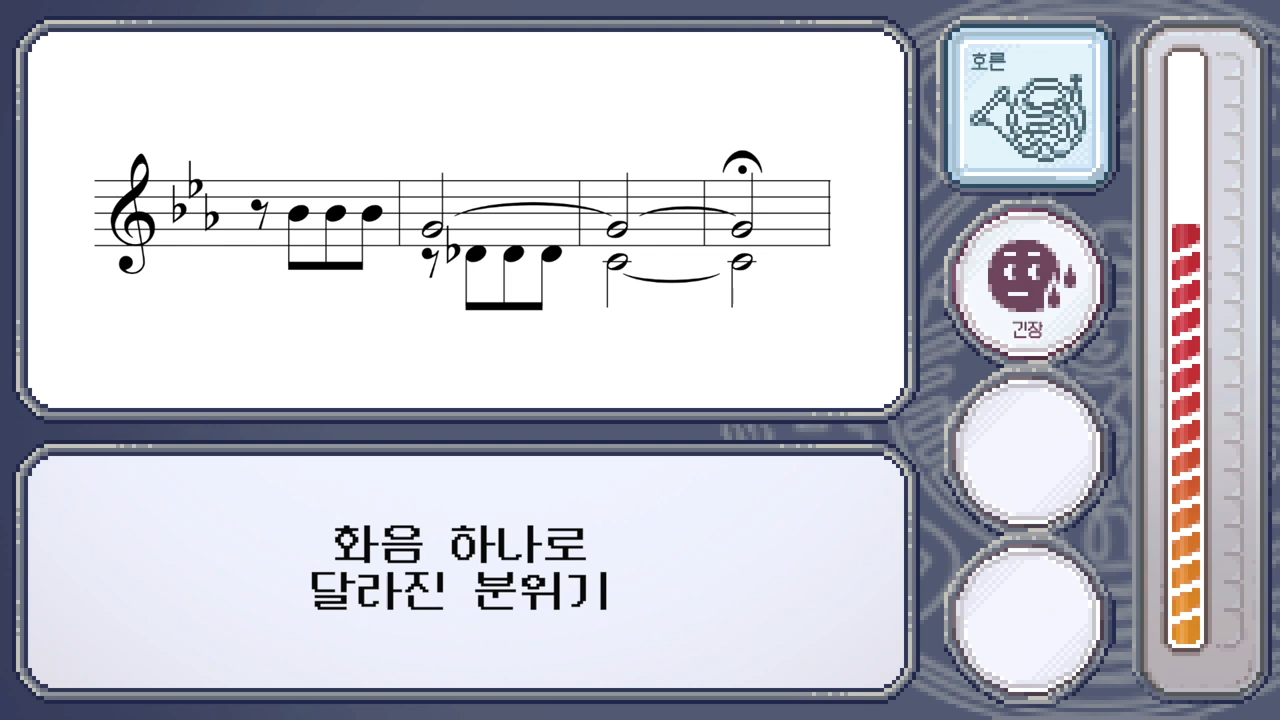 호른
긴장
화음 하나로
달라진 분위기